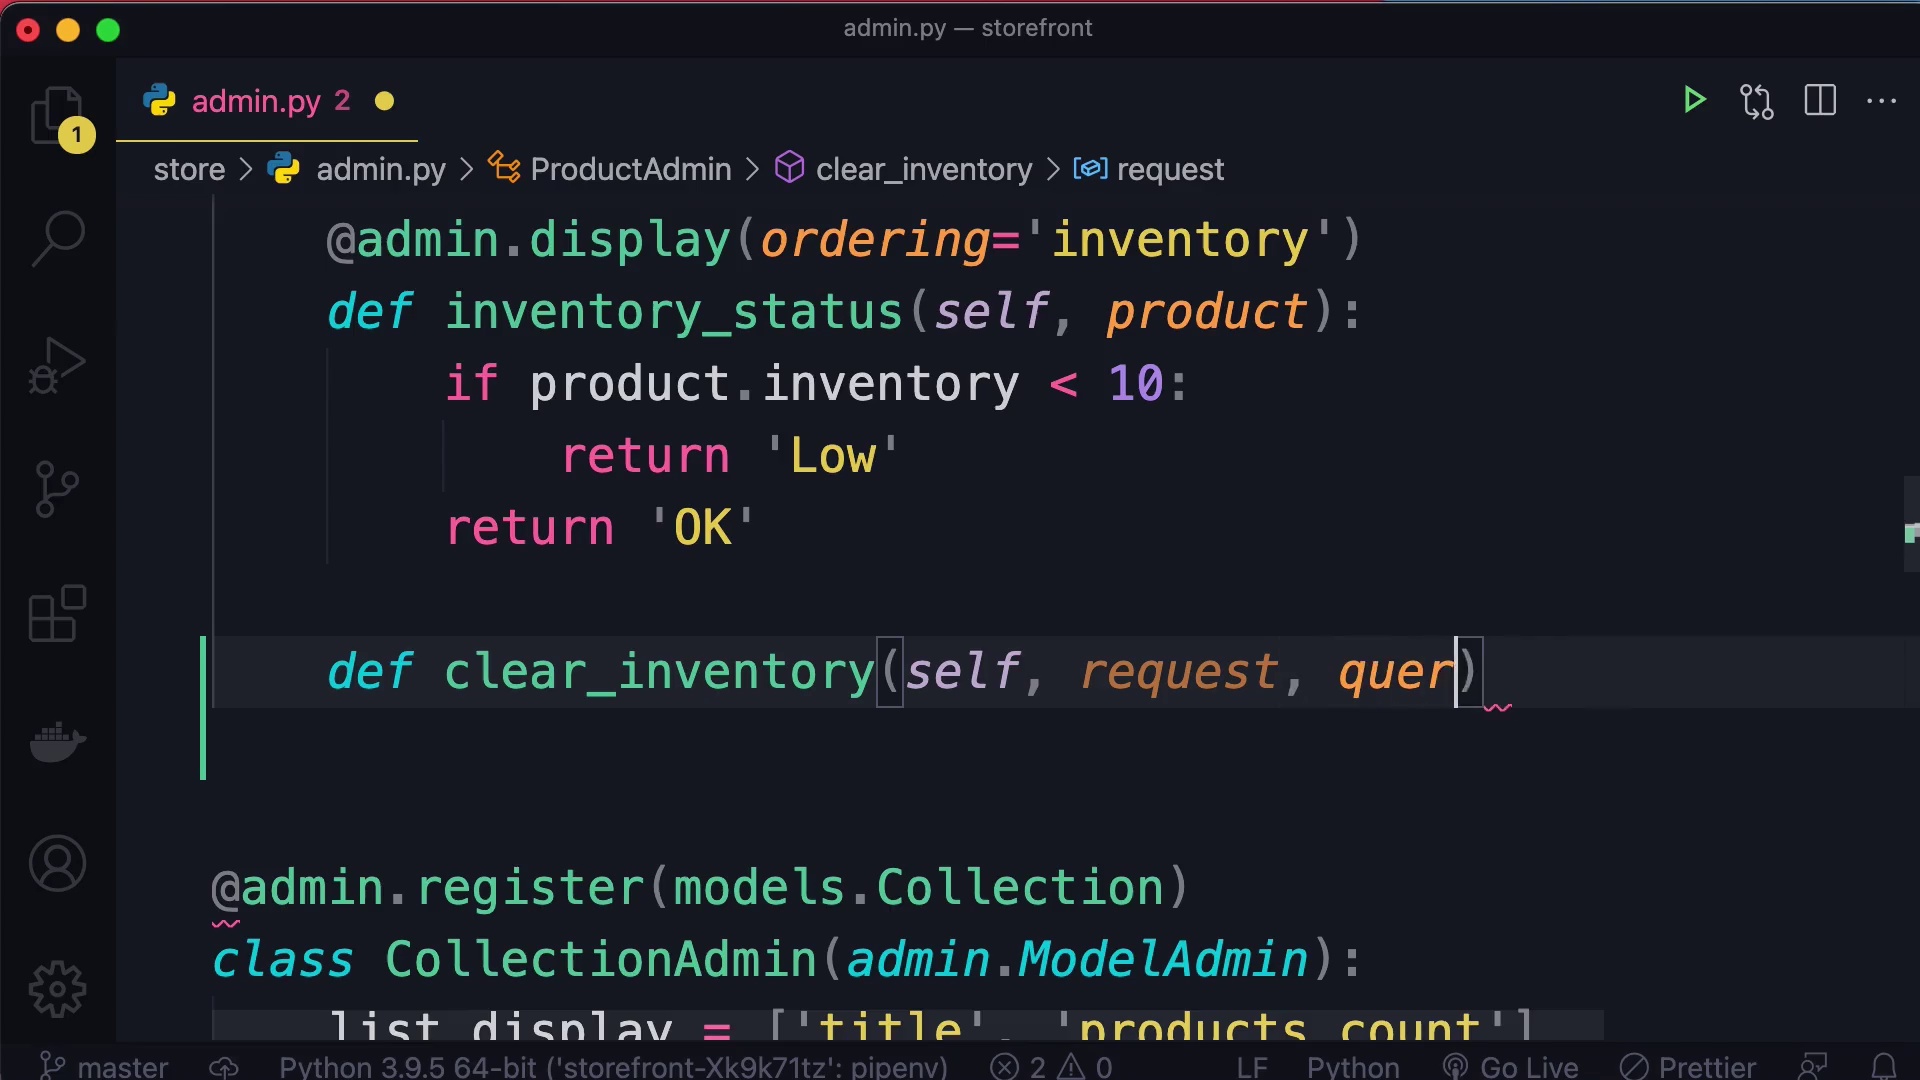 admin.py — storefront
admin.py 2
1
store > admin.py > ProductAdmin > clear_inventory > request
@admin.display(ordering='inventory')
def inventory_status(self, product):
if product.inventory < 10:
return 'Low'
return 'OK'
def clear_inventory(self, request, quer)
@admin.register(models.Collection)
class CollectionAdmin(admin.ModelAdmin):
list_display = ['title', 'products_count']
master Python 3.9.5 64-bit ('storefront-Xk9k71tz': pipenv) 2 0 LF Python Go Live Prettier